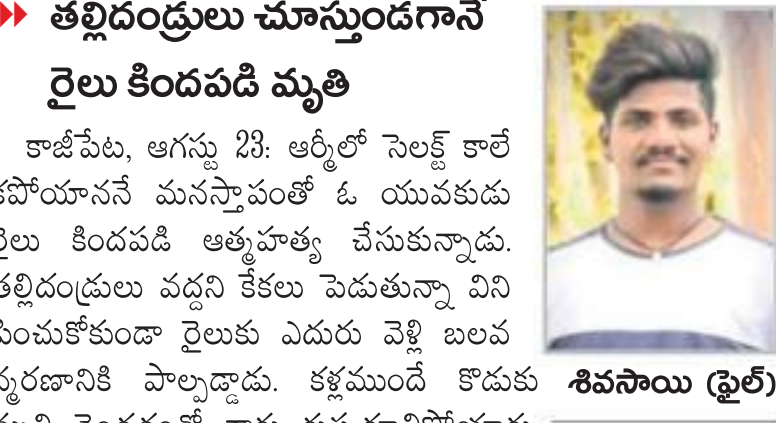 తల్లిదండ్రులు చూస్తుండగానే
రైలు కిందపడి మృతి
కాజీపేట, ఆగస్టు 23: ఆర్మీలో సెలక్ట్ కాలే
కపోయాననే మనస్తాపంతో ఓ యువకుడు
రైలు కిందపడి ఆత్మహత్య చేసుకున్నాడు.
తల్లిదండ్రులు వద్దని కేకలు పెడుతున్నా విని
పించుకోకుండా రైలుకు ఎదురు వెళ్లి బలవ
న్మరణానికి పాల్పడ్డాడు. కళ్లముందే కొడుకు
శివసాయి (ఫైల్)